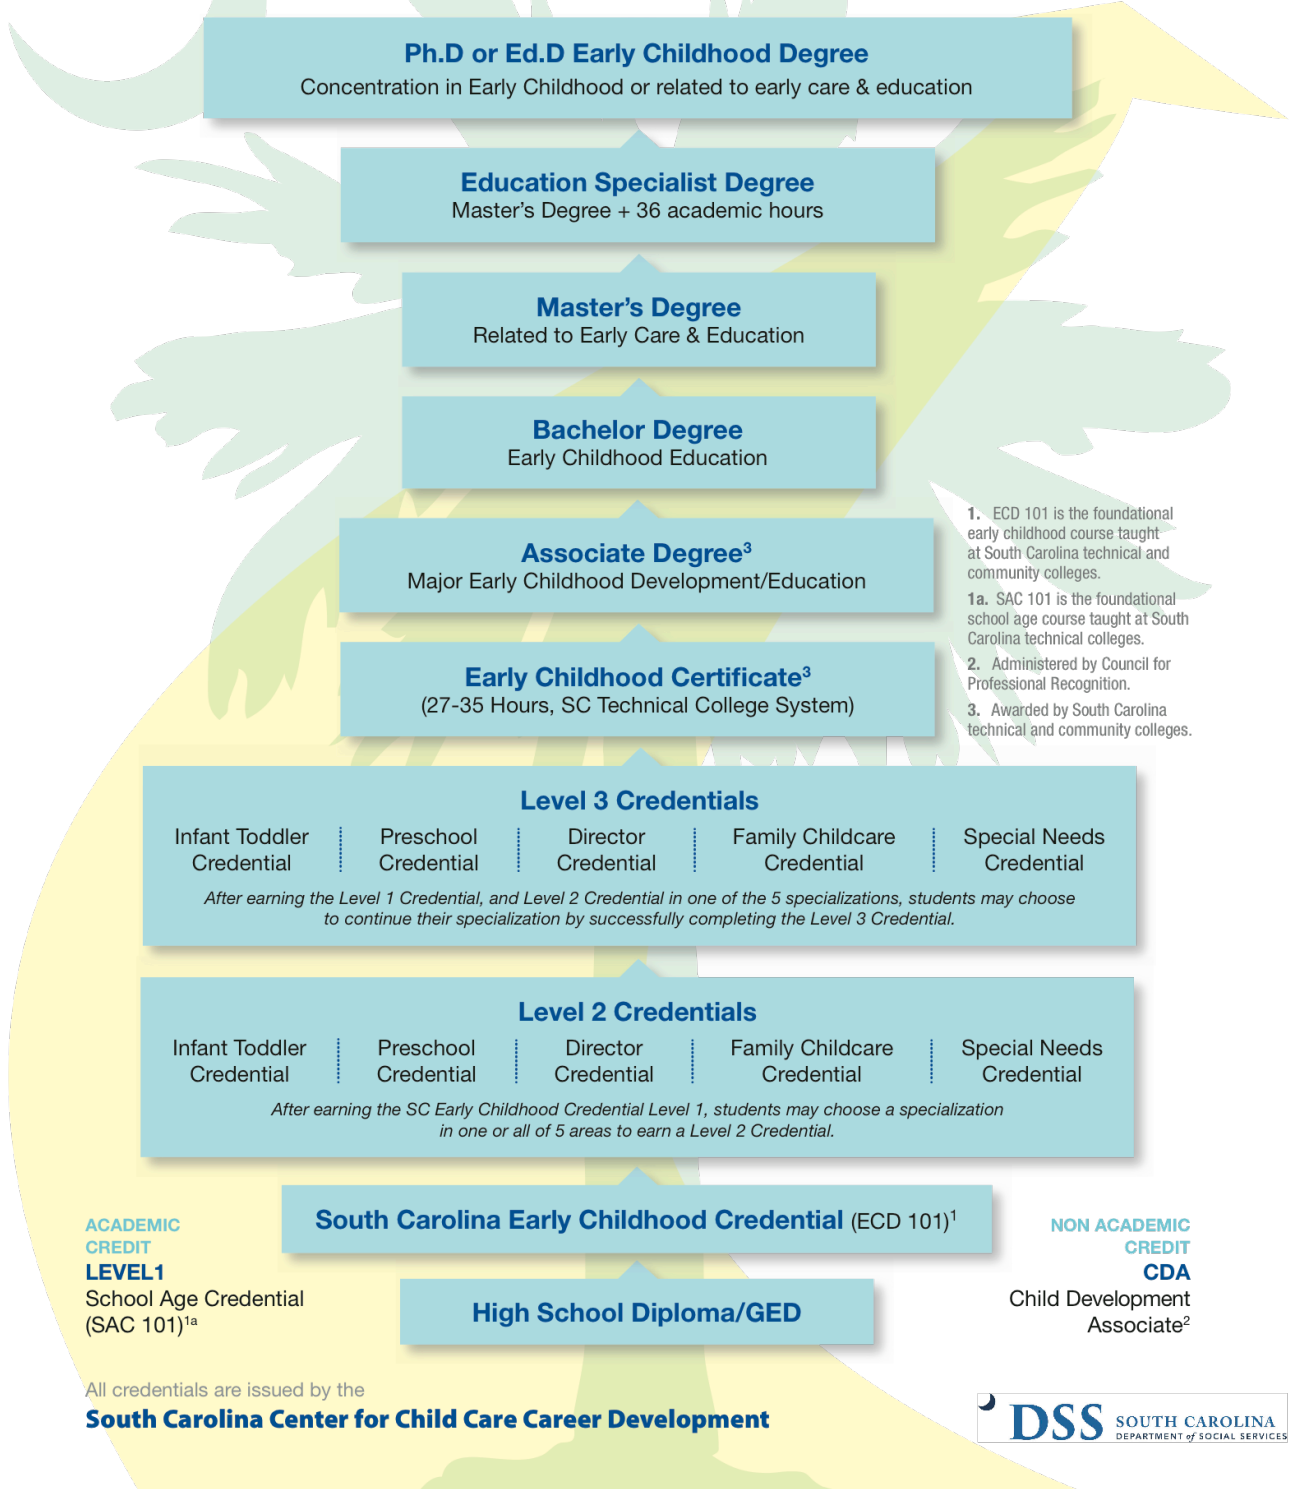 Ph.D or Ed.D Early Childhood Degree
Concentration in Early Childhood or related to early care & education
Education Specialist Degree
Master's Degree + 36 academic hours
Master's Degree
Related to Early Care & Education
Bachelor Degree
Early Childhood Education
Associate Degree³
Major Early Childhood Development/Education
Early Childhood Certificate³
(27-35 Hours, SC Technical College System)
1. ECD 101 is the foundational
early childhood course taught
at South Carolina technical and
community colleges.
1a. SAC 101 is the foundational
school age course taught at South
Carolina technical colleges.
2. Administered by Council for
Professional Recognition.
3. Awarded by South Carolina
technical and community colleges.
Level 3 Credentials
Infant Toddler
Credential
Preschool
Credential
Director
Credential
Family Childcare
Credential
Special Needs
Credential
After earning the Level 1 Credential, and Level 2 Credential in one of the 5 specializations, students may choose
to continue their specialization by successfully completing the Level 3 Credential.
Level 2 Credentials
Infant Toddler
Credential
Preschool
Credential
Director
Credential
Family Childcare
Credential
Special Needs
Credential
After earning the SC Early Childhood Credential Level 1, students may choose a specialization
in one or all of 5 areas to earn a Level 2 Credential.
South Carolina Early Childhood Credential (ECD 101)¹
High School Diploma/GED
ACADEMIC
CREDIT
LEVEL1
School Age Credential
(SAC 101)¹ᵃ
NON ACADEMIC
CREDIT
CDA
Child Development
Associate²
All credentials are issued by the
South Carolina Center for Child Care Career Development
DSS SOUTH CAROLINA
DEPARTMENT of SOCIAL SERVICES